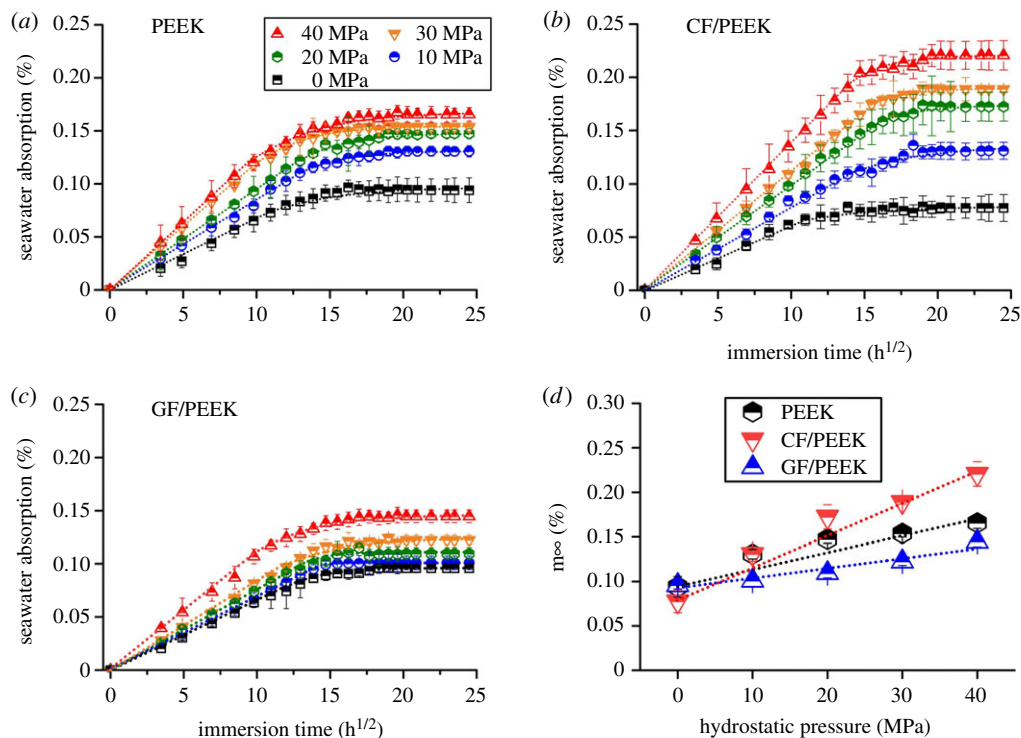 (a) PEEK
40 MPa 30 MPa
20 MPa 10 MPa
0 MPa
seawater absorption (%)
0.25
0.20
0.15
0.10
0.05
0
0 5 10 15 20 25
(b) CF/PEEK
seawater absorption (%)
0.25
0.20
0.15
0.10
0.05
0
0 5 10 15 20 25
immersion time (h1/2)
(c) GF/PEEK
seawater absorption (%)
0.25
0.20
0.15
0.10
0.05
0
0 5 10 15 20 25
immersion time (h1/2)
(d)
PEEK
CF/PEEK
GF/PEEK
m∞ (%)
0.30
0.25
0.20
0.15
0.10
0.05
0
0 10 20 30 40
hydrostatic pressure (MPa)